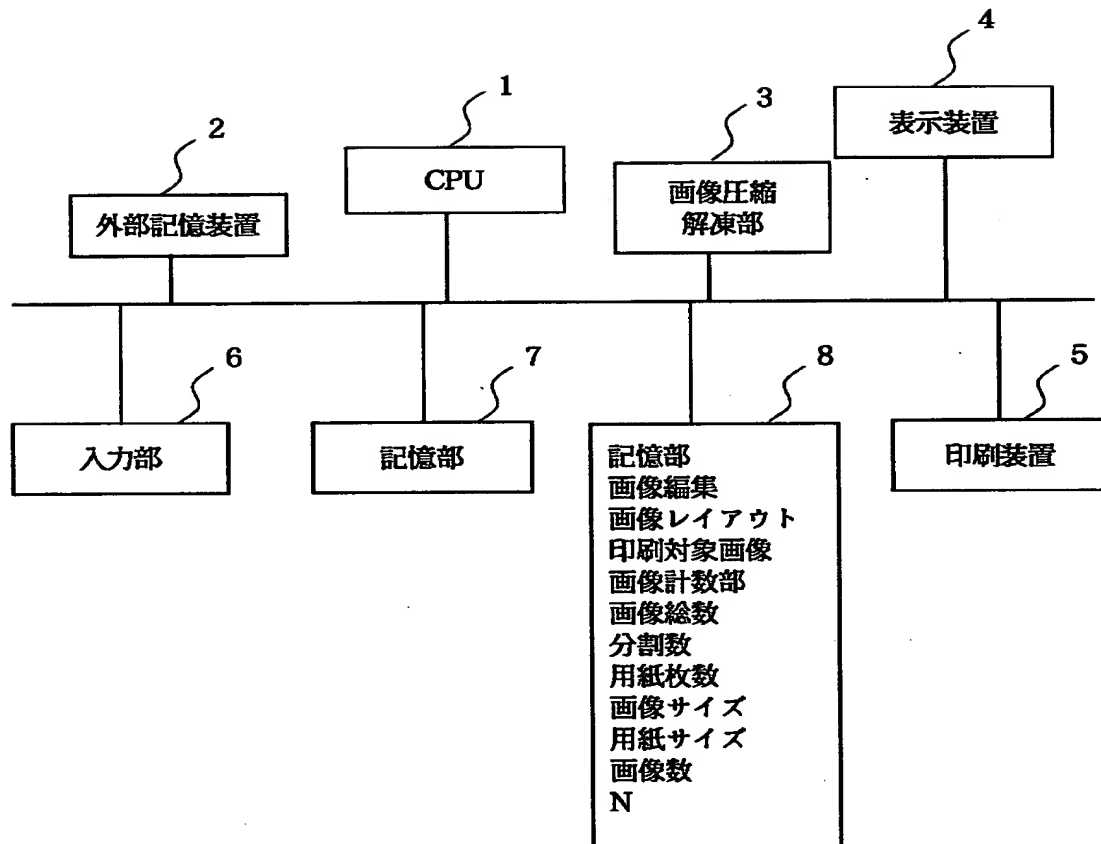 4
表示装置
1
CPU
3
画像圧縮
解凍部
2
外部記憶装置
6
入力部
7
記憶部
8
記憶部
画像編集
画像レイアウト
印刷対象画像
画像計数部
画像総数
分割数
用紙枚数
画像サイズ
用紙サイズ
画像数
N
5
印刷装置